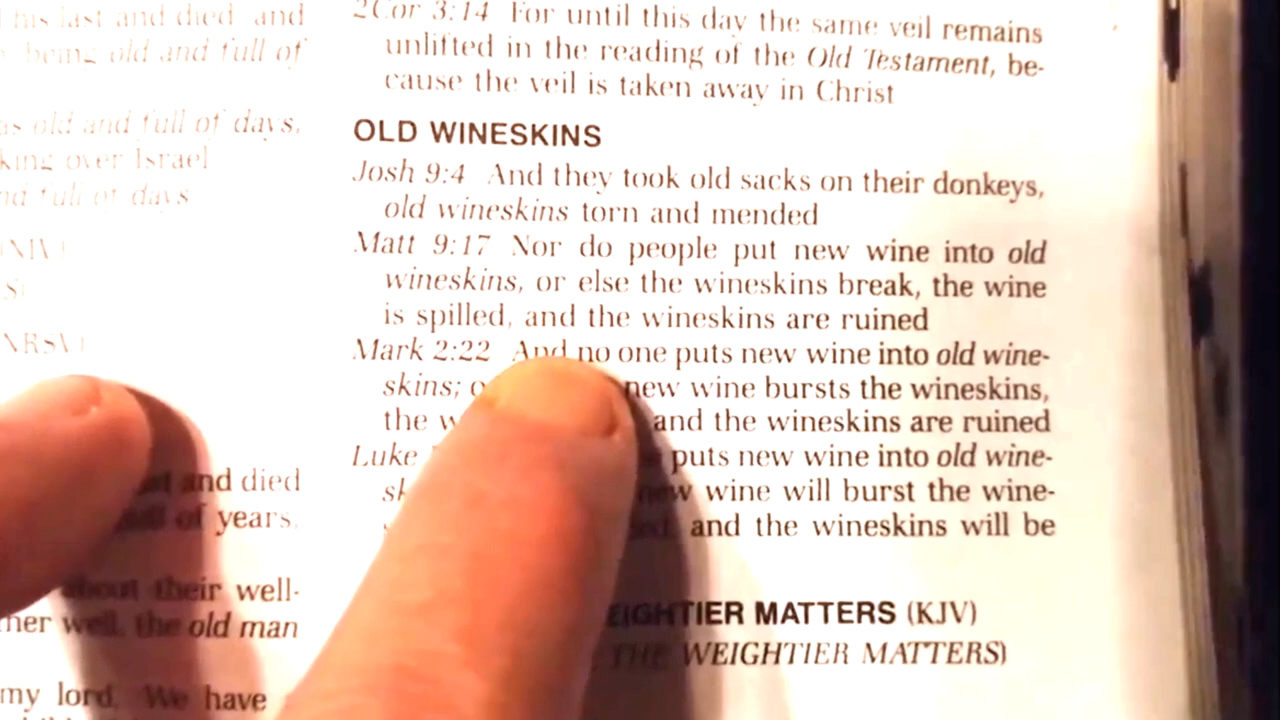 his last and died and
being old and full of
old and full of days,
king over Israel
full of days
and died
of years,
about their well-
well, the old man
my lord. We have
2Cor 3:14 For until this day the same veil remains
unlifted in the reading of the Old Testament, be-
cause the veil is taken away in Christ
OLD WINESKINS
Josh 9:4 And they took old sacks on their donkeys,
old wineskins torn and mended
Matt 9:17 Nor do people put new wine into old
wineskins, or else the wineskins break, the wine
is spilled, and the wineskins are ruined
Mark 2:22 And no one puts new wine into old wine-
skins; new wine bursts the wineskins,
the and the wineskins are ruined
Luke puts new wine into old wine-
new wine will burst the wine-
and the wineskins will be
EIGHTIER MATTERS (KJV)
THE WEIGHTIER MATTERS)